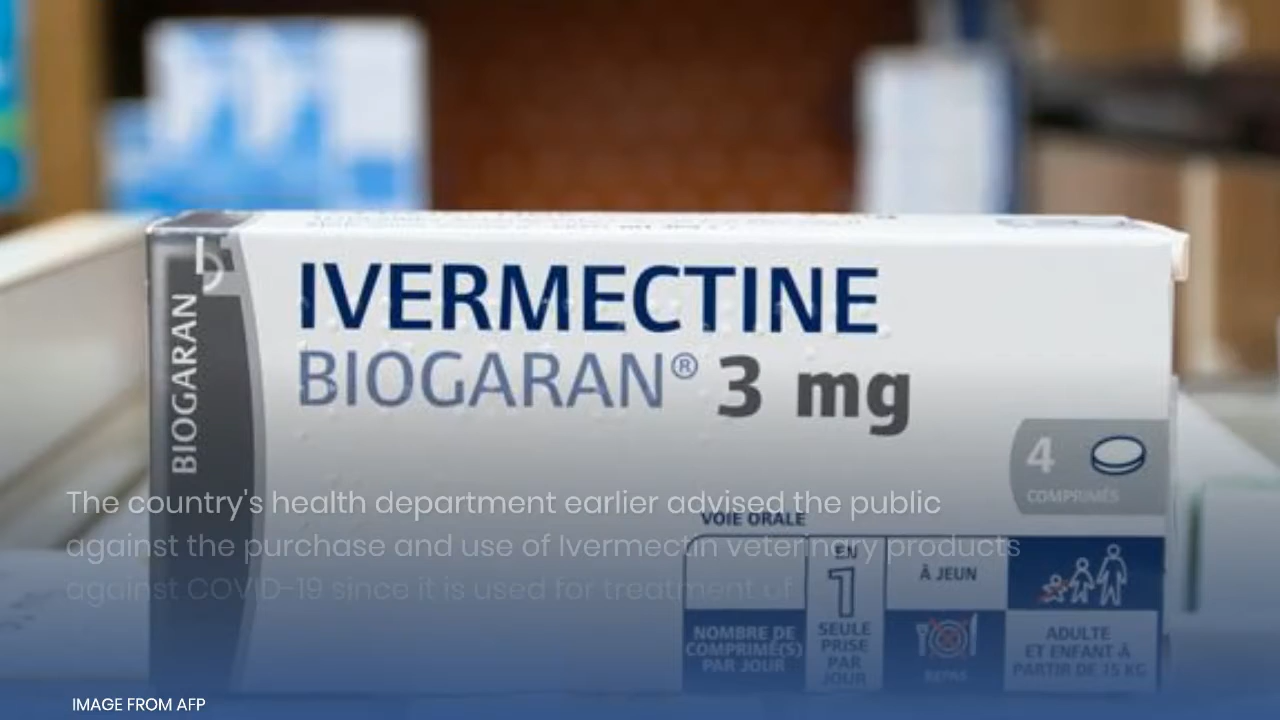 IVERMECTINE
BIOGARAN® 3 mg
BIOGARAN
4
COMPRIMÉS
The country's health department earlier advised the public
against the purchase and use of Ivermectin veterinery products
against COVID-19 since it is used for treatment of
VOIE ORALE
NOMBRE DE
COMPRIMÉ(S)
PAR JOUR
EN
1
SEULE
PRISE
PAR
JOUR
À JEUN
REPAS
ADULTE
ET ENFANT À
PARTIR DE 15 KG
IMAGE FROM AFP